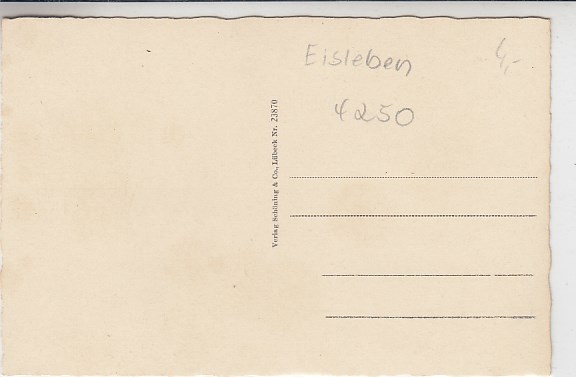 Eisleben
4,-
4250
Verlag Schöning & Co., Lübeck Nr. 23870